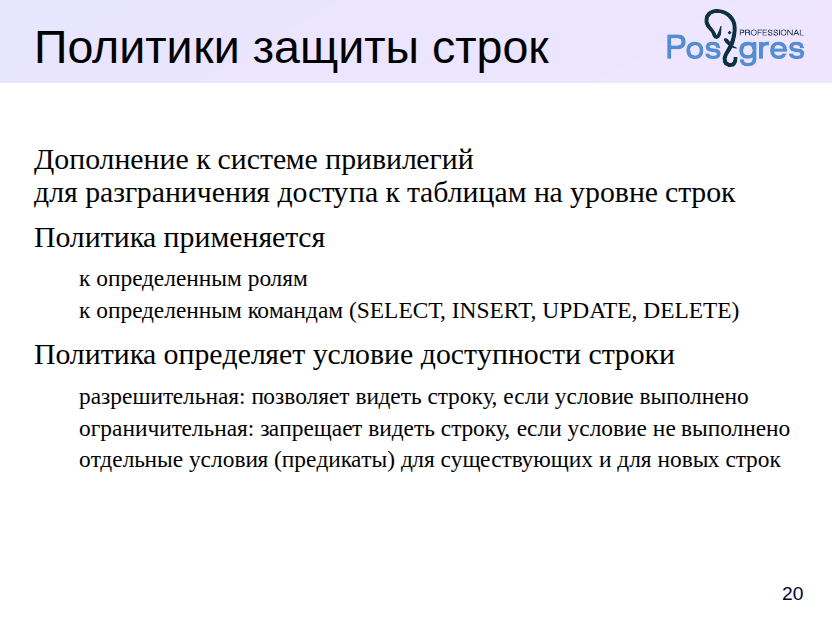 Политики защиты строк
PROFESSIONAL
Postgres
Дополнение к системе привилегий
для разграничения доступа к таблицам на уровне строк
Политика применяется
к определенным ролям
к определенным командам (SELECT, INSERT, UPDATE, DELETE)
Политика определяет условие доступности строки
разрешительная: позволяет видеть строку, если условие выполнено
ограничительная: запрещает видеть строку, если условие не выполнено
отдельные условия (предикаты) для существующих и для новых строк
20